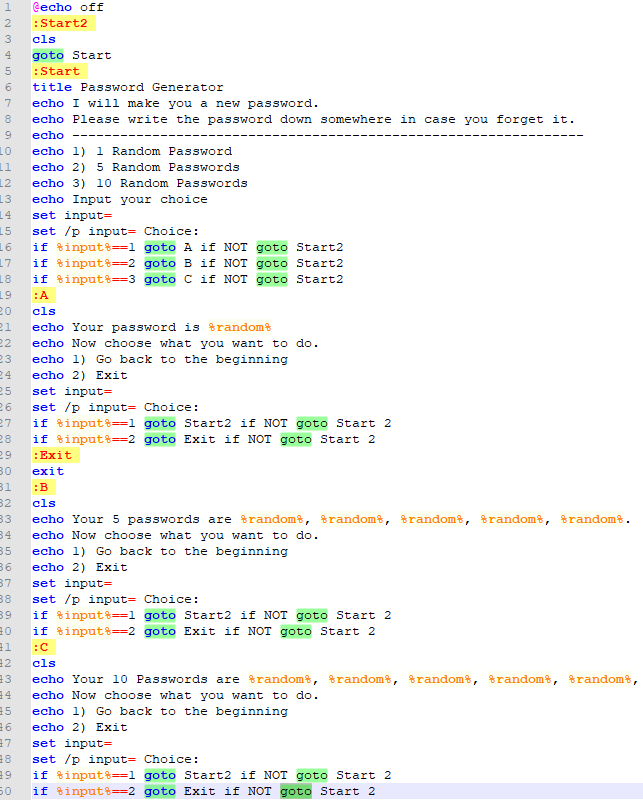 1 @echo off
2 :Start2
3 cls
4 goto Start
5 :Start
6 title Password Generator
7 echo I will make you a new password.
8 echo Please write the password down somewhere in case you forget it.
9 echo ----------------------------------------------------------------
10 echo 1) 1 Random Password
11 echo 2) 5 Random Passwords
12 echo 3) 10 Random Passwords
13 echo Input your choice
14 set input=
15 set /p input= Choice:
16 if %input%==1 goto A if NOT goto Start2
17 if %input%==2 goto B if NOT goto Start2
18 if %input%==3 goto C if NOT goto Start2
19 :A
20 cls
21 echo Your password is %random%
22 echo Now choose what you want to do.
23 echo 1) Go back to the beginning
24 echo 2) Exit
25 set input=
26 set /p input= Choice:
27 if %input%==1 goto Start2 if NOT goto Start 2
28 if %input%==2 goto Exit if NOT goto Start 2
29 :Exit
30 exit
31 :B
32 cls
33 echo Your 5 passwords are %random%, %random%, %random%, %random%, %random%.
34 echo Now choose what you want to do.
35 echo 1) Go back to the beginning
36 echo 2) Exit
37 set input=
38 set /p input= Choice:
39 if %input%==1 goto Start2 if NOT goto Start 2
40 if %input%==2 goto Exit if NOT goto Start 2
41 :C
42 cls
43 echo Your 10 Passwords are %random%, %random%, %random%, %random%, %random%,
44 echo Now choose what you want to do.
45 echo 1) Go back to the beginning
46 echo 2) Exit
47 set input=
48 set /p input= Choice:
49 if %input%==1 goto Start2 if NOT goto Start 2
50 if %input%==2 goto Exit if NOT goto Start 2